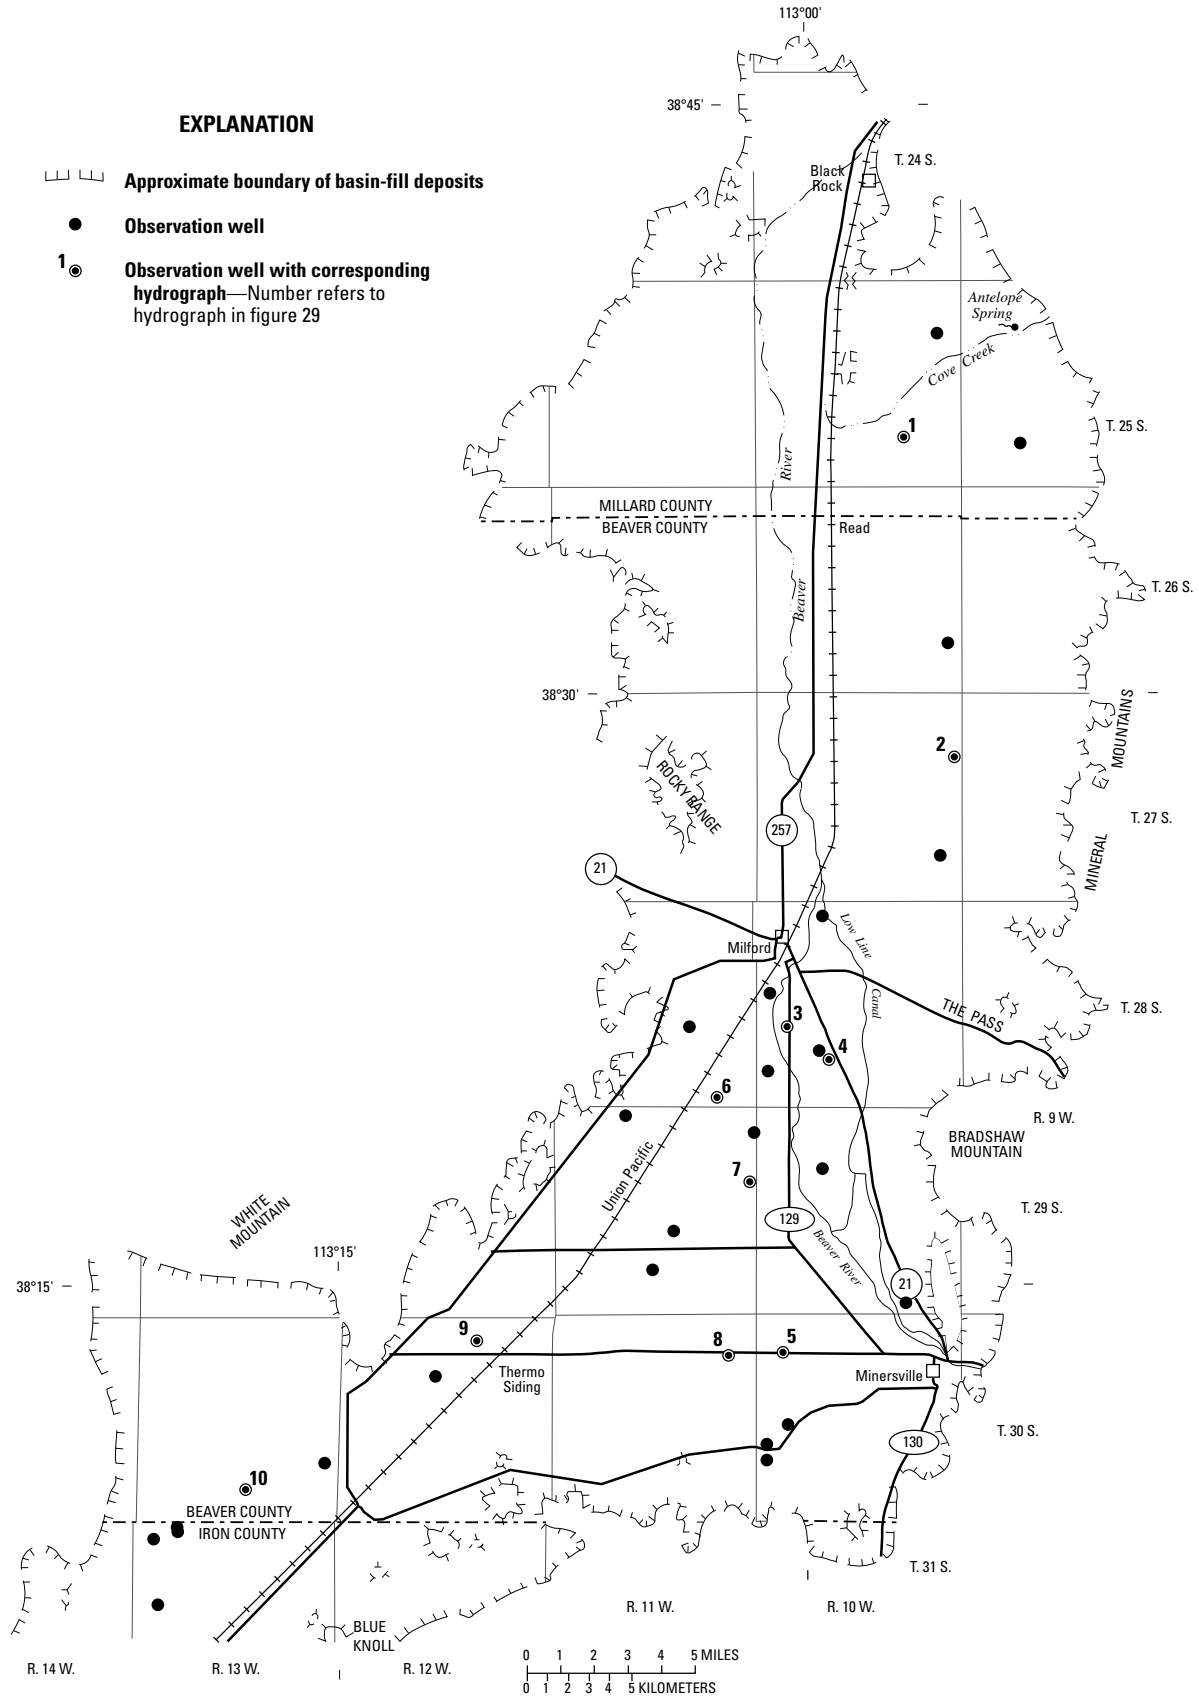 113°00'
38°45'
EXPLANATION
Approximate boundary of basin-fill deposits
Observation well
1
Observation well with corresponding
hydrograph—Number refers to
hydrograph in figure 29
T. 24 S.
Black
Rock
Antelope
Spring
Cove Creek
1
T. 25 S.
River
MILLARD COUNTY
BEAVER COUNTY
Read
Beaver
T. 26 S.
38°30'
2
MOUNTAINS
MINERAL
ROCKY RANGE
257
T. 27 S.
21
Low Line
Canal
Milford
THE PASS
T. 28 S.
3
4
6
R. 9 W.
BRADSHAW
MOUNTAIN
Union Pacific
7
WHITE
MOUNTAIN
129
T. 29 S.
Beaver River
113°15'
38°15'
21
9
8
5
Thermo
Siding
Minersville
T. 30 S.
130
10
BEAVER COUNTY
IRON COUNTY
T. 31 S.
R. 11 W.
R. 10 W.
BLUE
KNOLL
R. 14 W.
R. 13 W.
R. 12 W.
0 1 2 3 4 5 MILES
0 1 2 3 4 5 KILOMETERS